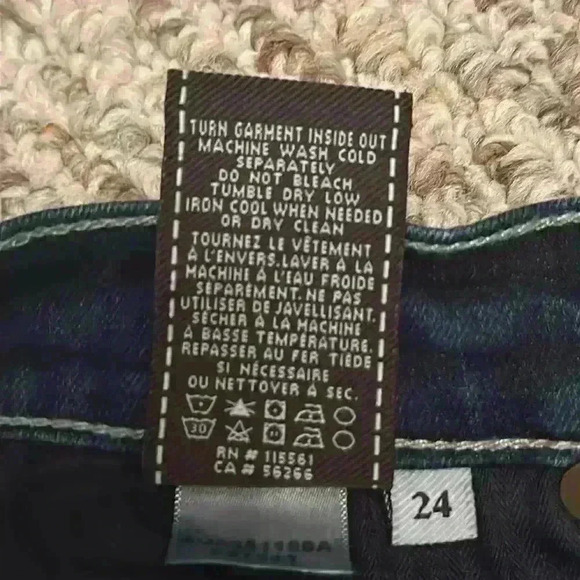 TURN GARMENT INSIDE OUT
MACHINE WASH COLD
SEPARATELY
DO NOT BLEACH
TUMBLE DRY LOW
IRON COOL WHEN NEEDED
OR DRY CLEAN
TOURNEZ LE VÊTEMENT
À L'ENVERS.LAVER À LA
MACHINE À L'EAU FROIDE
SÉPARÉMENT. NE PAS
UTILISER DE JAVELLISANT.
SÉCHER À LA MACHINE
À BASSE TEMPÉRATURE.
REPASSER AU FER TIÈDE
SI NÉCESSAIRE
OU NETTOYER À SEC.
30
RN # 115561
CA # 56266
24